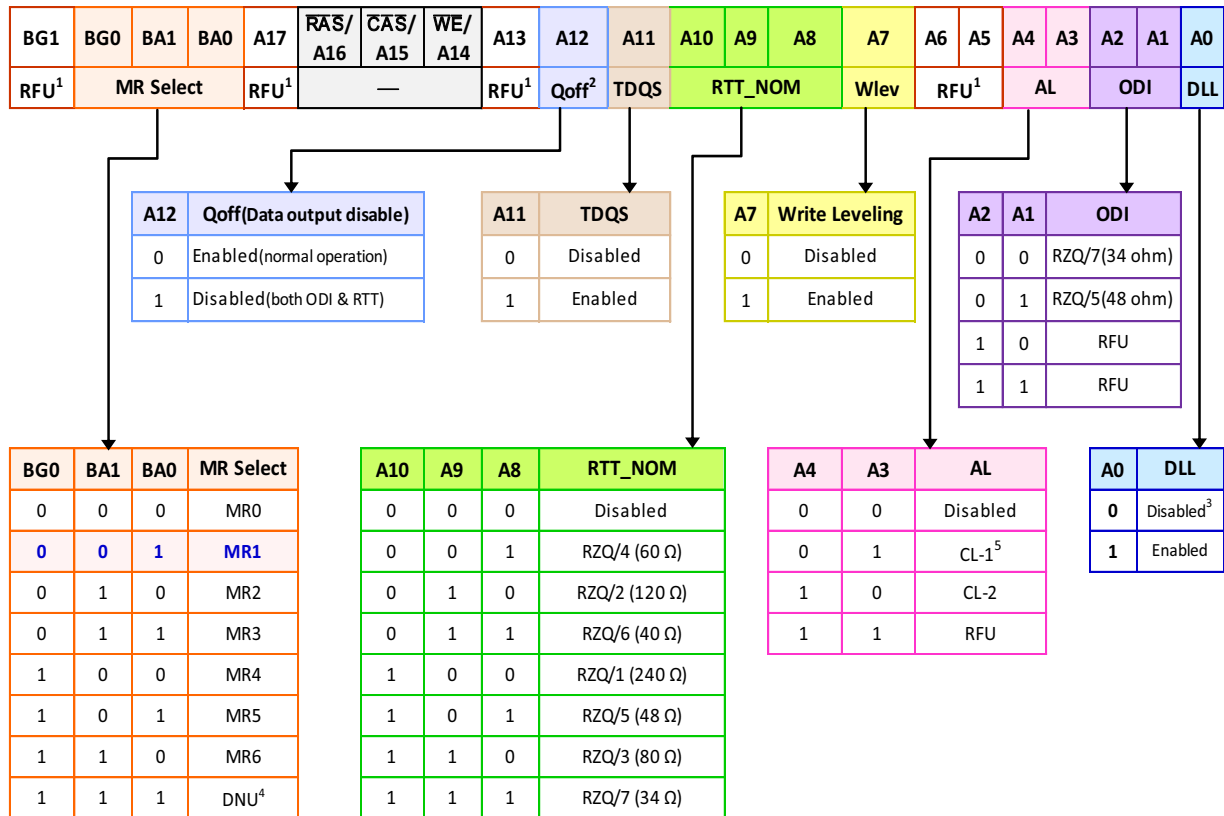 BG1 BG0 BA1 BA0 A17 RAS/ A16 CAS/ A15 WE/ A14 A13 A12 A11 A10 A9 A8 A7 A6 A5 A4 A3 A2 A1 A0
RFU1 MR Select RFU1 — RFU1 Qoff2 TDQS RTT_NOM Wlev RFU1 AL ODI DLL
A12 Qoff(Data output disable)
0 Enabled(normal operation)
1 Disabled(both ODI & RTT)
A11 TDQS
0 Disabled
1 Enabled
A7 Write Leveling
0 Disabled
1 Enabled
A2 A1 ODI
0 0 RZQ/7(34 ohm)
0 1 RZQ/5(48 ohm)
1 0 RFU
1 1 RFU
BG0 BA1 BA0 MR Select
0 0 0 MR0
0 0 1 MR1
0 1 0 MR2
0 1 1 MR3
1 0 0 MR4
1 0 1 MR5
1 1 0 MR6
1 1 1 DNU4
A10 A9 A8 RTT_NOM
0 0 0 Disabled
0 0 1 RZQ/4 (60 Ω)
0 1 0 RZQ/2 (120 Ω)
0 1 1 RZQ/6 (40 Ω)
1 0 0 RZQ/1 (240 Ω)
1 0 1 RZQ/5 (48 Ω)
1 1 0 RZQ/3 (80 Ω)
1 1 1 RZQ/7 (34 Ω)
A4 A3 AL
0 0 Disabled
0 1 CL-15
1 0 CL-2
1 1 RFU
A0 DLL
0 Disabled3
1 Enabled